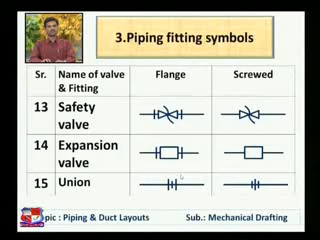 3.Piping fitting symbols
Sr. Name of valve & Fitting Flange Screwed
13 Safety valve
14 Expansion valve
15 Union
pic : Piping & Duct Layouts Sub.: Mechanical Drafting